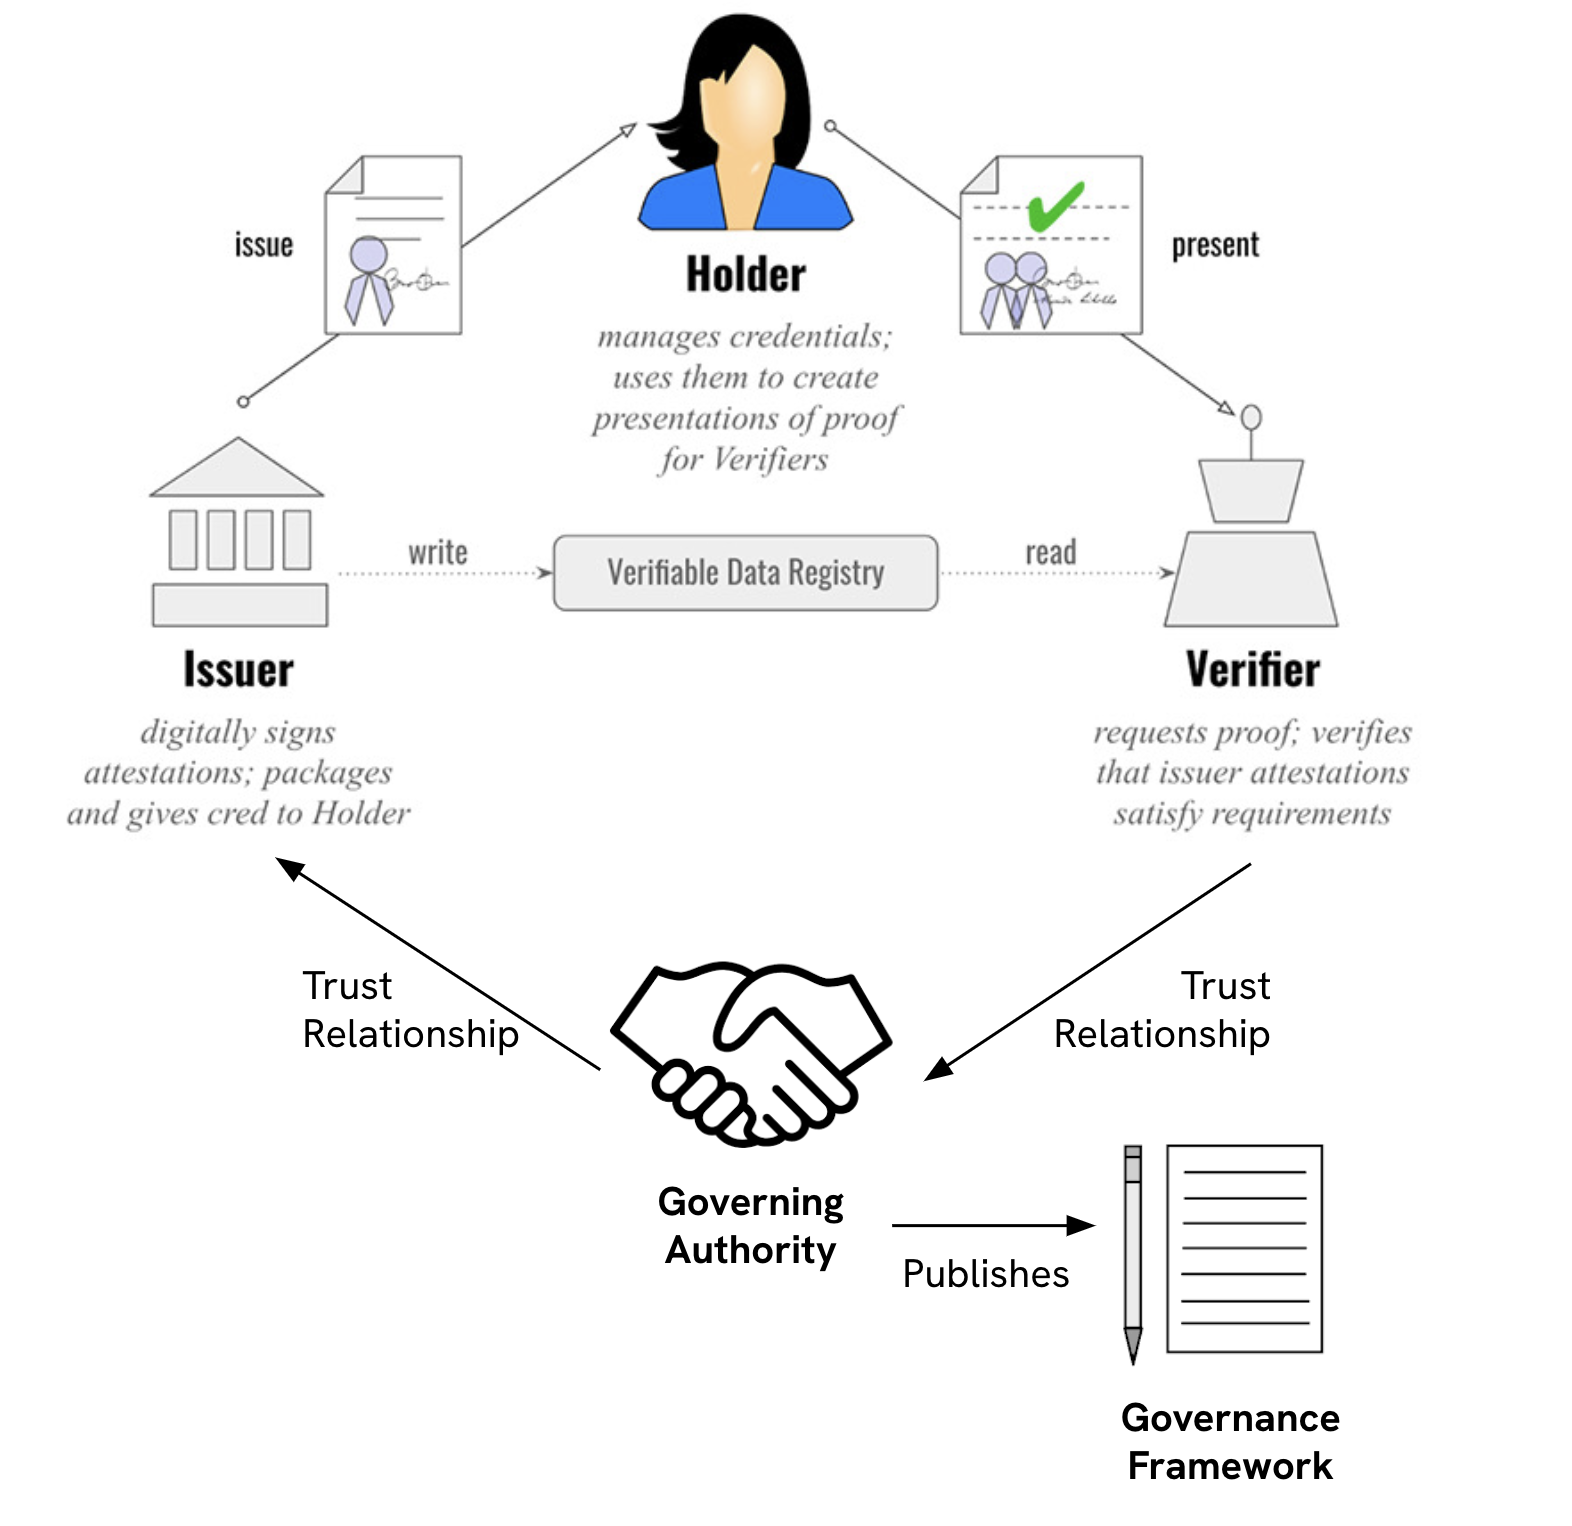 issue
present
Holder
manages credentials;
uses them to create
presentations of proof
for Verifiers
write
Verifiable Data Registry
read
Issuer
digitally signs
attestations; packages
and gives cred to Holder
Verifier
requests proof; verifies
that issuer attestations
satisfy requirements
Trust
Relationship
Trust
Relationship
Governing
Authority
Publishes
Governance
Framework